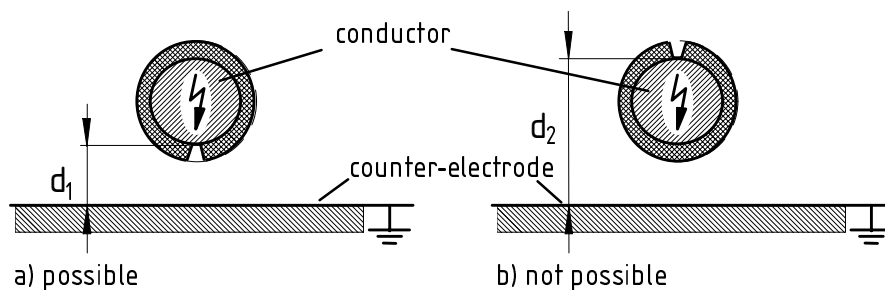 conductor
d₁
d₂
counter-electrode
a) possible
b) not possible